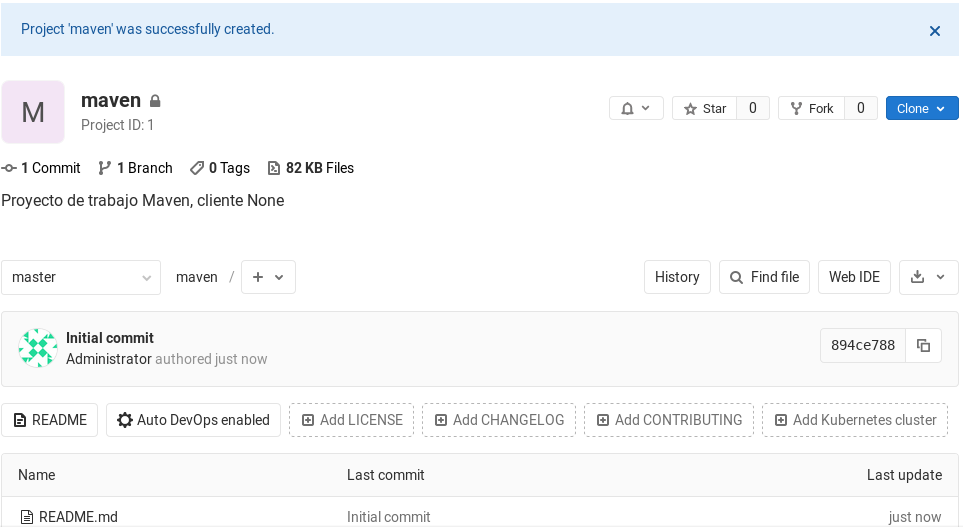 Project 'maven' was successfully created.
M
maven
Project ID: 1
Star 0 Fork 0 Clone
1 Commit 1 Branch 0 Tags 82 KB Files
Proyecto de trabajo Maven, cliente None
master maven / + History Find file Web IDE
Initial commit
Administrator authored just now
894ce788
README Auto DevOps enabled Add LICENSE Add CHANGELOG Add CONTRIBUTING Add Kubernetes cluster
Name Last commit Last update
README.md Initial commit just now